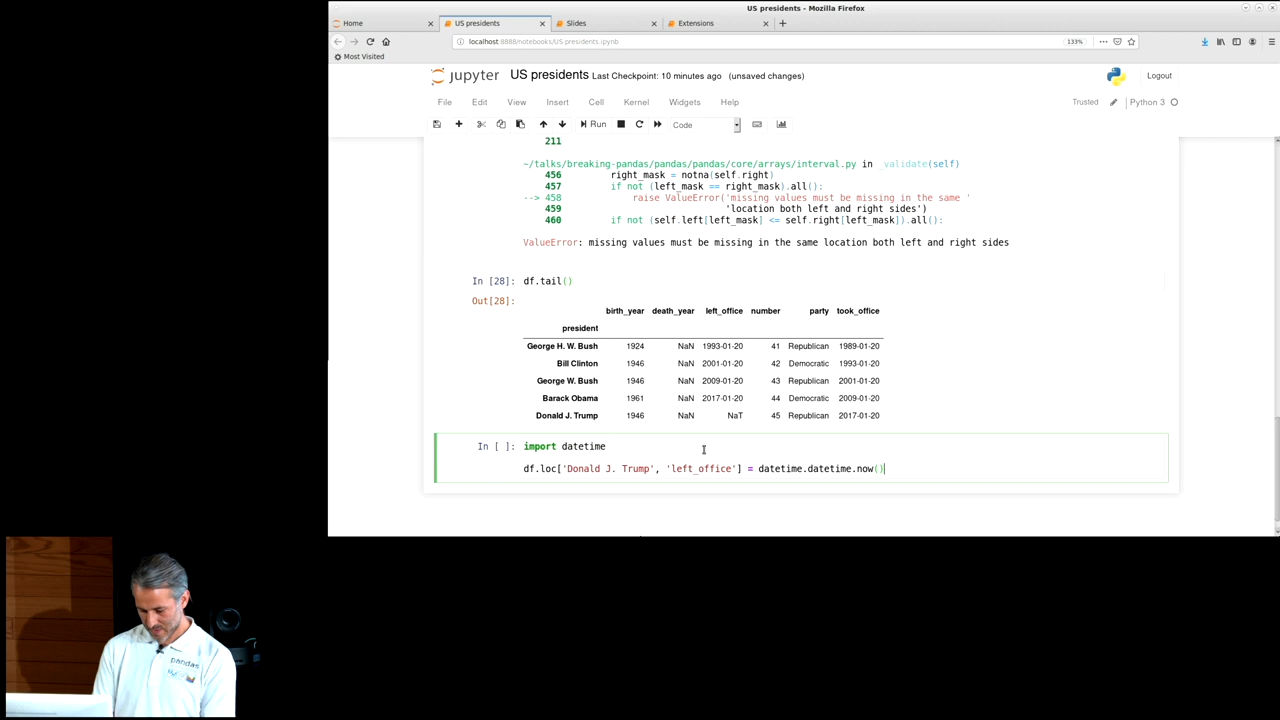 US presidents - Mozilla Firefox
Home
US presidents
Slides
Extensions
localhost:8888/notebooks/US presidents.ipynb
133%
Most Visited
jupyter US presidents Last Checkpoint: 10 minutes ago (unsaved changes)
Logout
File Edit View Insert Cell Kernel Widgets Help
Trusted
Python 3
Run
Code
211
~/talks/breaking-pandas/pandas/pandas/core/arrays/interval.py in _validate(self)
456 right_mask = notna(self.right)
457 if not (left_mask == right_mask).all():
--> 458 raise ValueError('missing values must be missing in the same '
459 'location both left and right sides')
460 if not (self.left[left_mask] <= self.right[left_mask]).all():
ValueError: missing values must be missing in the same location both left and right sides
In [28]: df.tail()
Out[28]:
birth_year death_year left_office number party took_office
president
George H. W. Bush 1924 NaN 1993-01-20 41 Republican 1989-01-20
Bill Clinton 1946 NaN 2001-01-20 42 Democratic 1993-01-20
George W. Bush 1946 NaN 2009-01-20 43 Republican 2001-01-20
Barack Obama 1961 NaN 2017-01-20 44 Democratic 2009-01-20
Donald J. Trump 1946 NaN NaT 45 Republican 2017-01-20
In [ ]: import datetime
df.loc['Donald J. Trump', 'left_office'] = datetime.datetime.now()
pandas